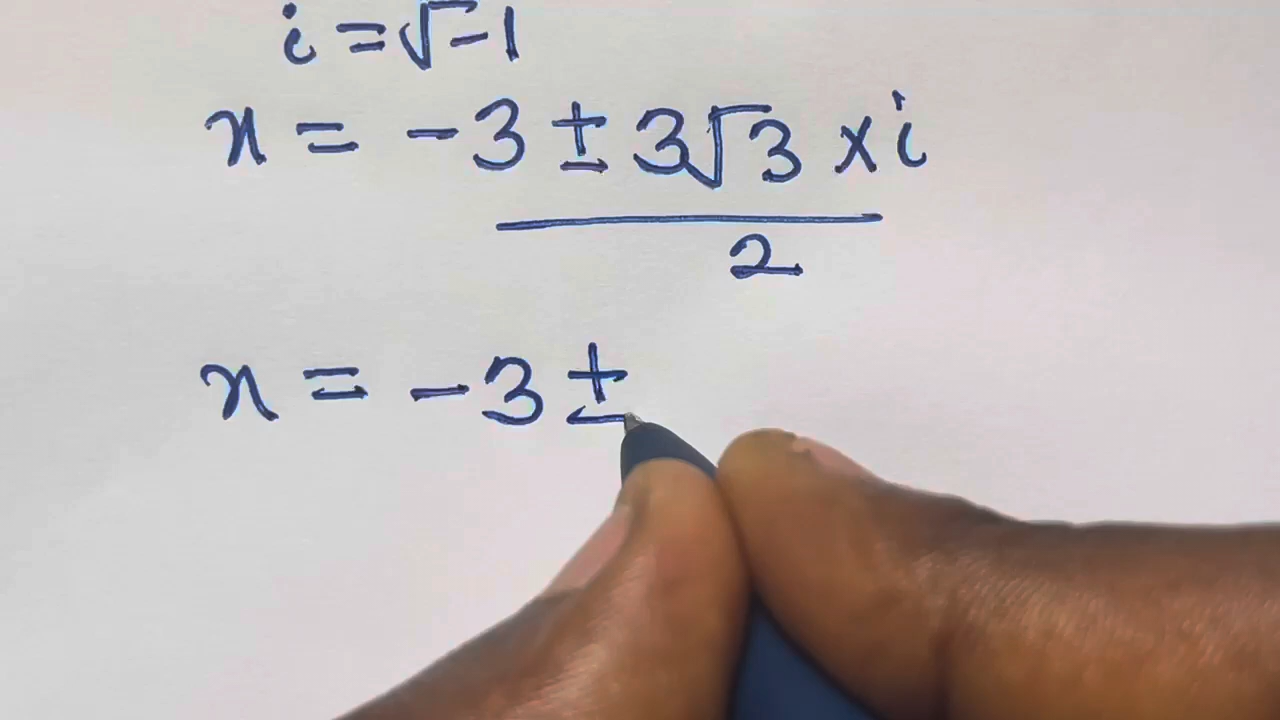 i = √-1
x = -3 ± 3√3 × i
2
x = -3 ±